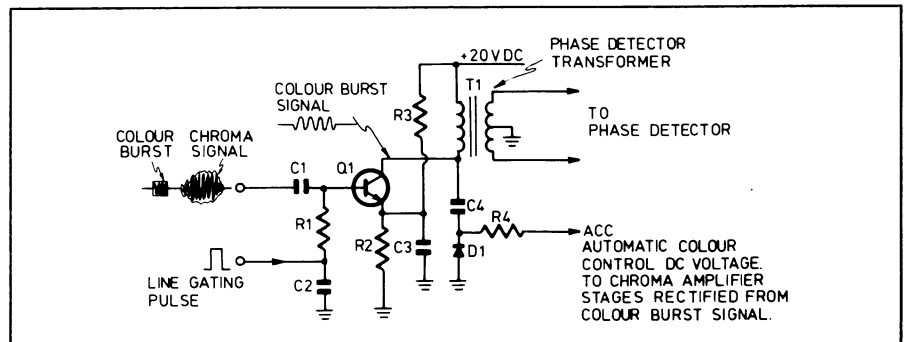 PHASE DETECTOR
TRANSFORMER
+20V DC
T1
COLOUR BURST
SIGNAL
R3
TO
PHASE DETECTOR
COLOUR
BURST
CHROMA
SIGNAL
C1
Q1
C4
R4
R1
R2
C3
D1
ACC
AUTOMATIC COLOUR
CONTROL DC VOLTAGE.
TO CHROMA AMPLIFIER
STAGES RECTIFIED FROM
COLOUR BURST SIGNAL.
LINE GATING
PULSE
C2